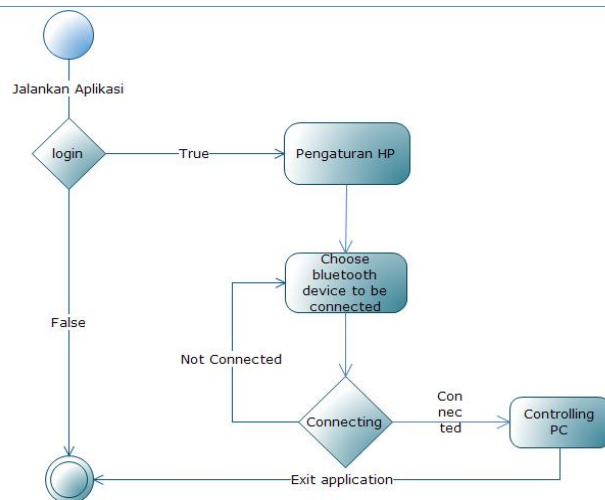 Jalankan Aplikasi
login
True
Pengaturan HP
Choose
bluetooth
device to be
connected
False
Not Connected
Connecting
Con
nec
ted
Controlling
PC
Exit application